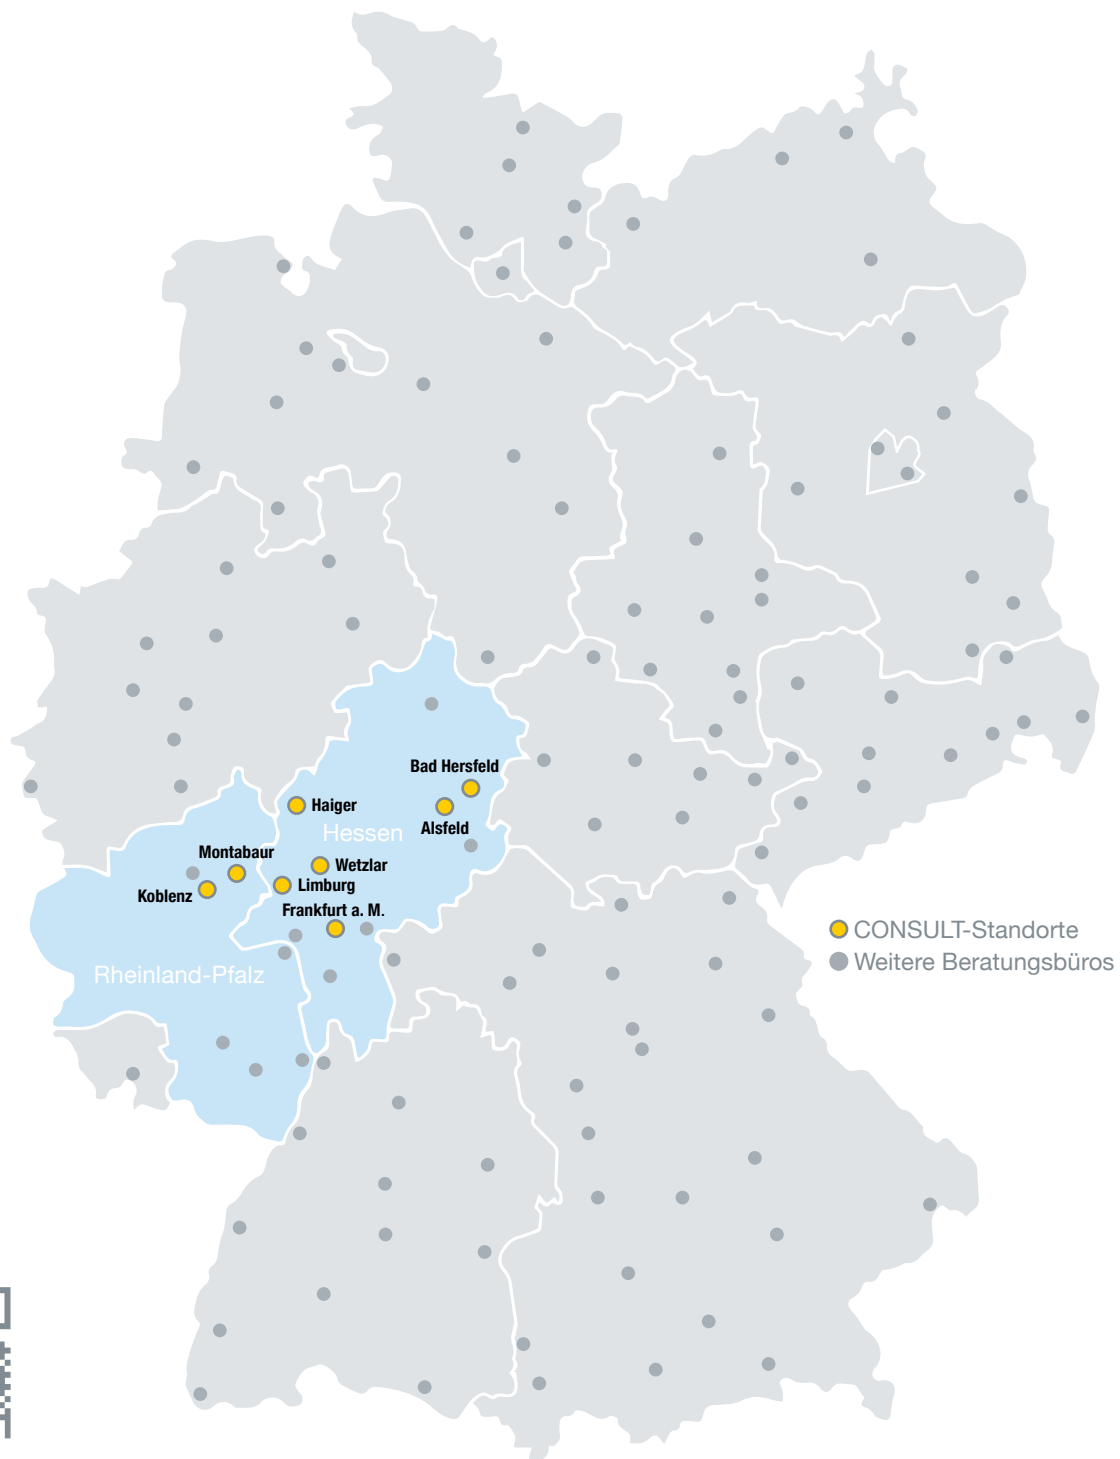 Bad Hersfeld
Haiger
Alsfeld
Hessen
Montabaur
Wetzlar
Koblenz
Limburg
Frankfurt a. M.
CONSULT-Standorte
Weitere Beratungsbüros
Rheinland-Pfalz